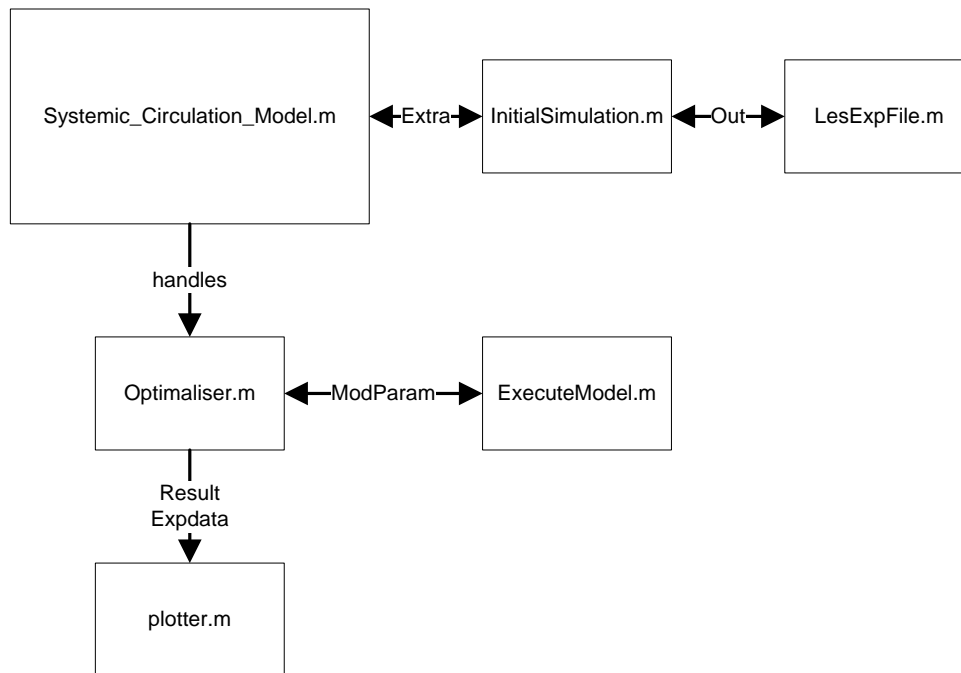 Systemic_Circulation_Model.m
Extra
InitialSimulation.m
Out
LesExpFile.m
handles
Optimaliser.m
ModParam
ExecuteModel.m
Result
Expdata
plotter.m